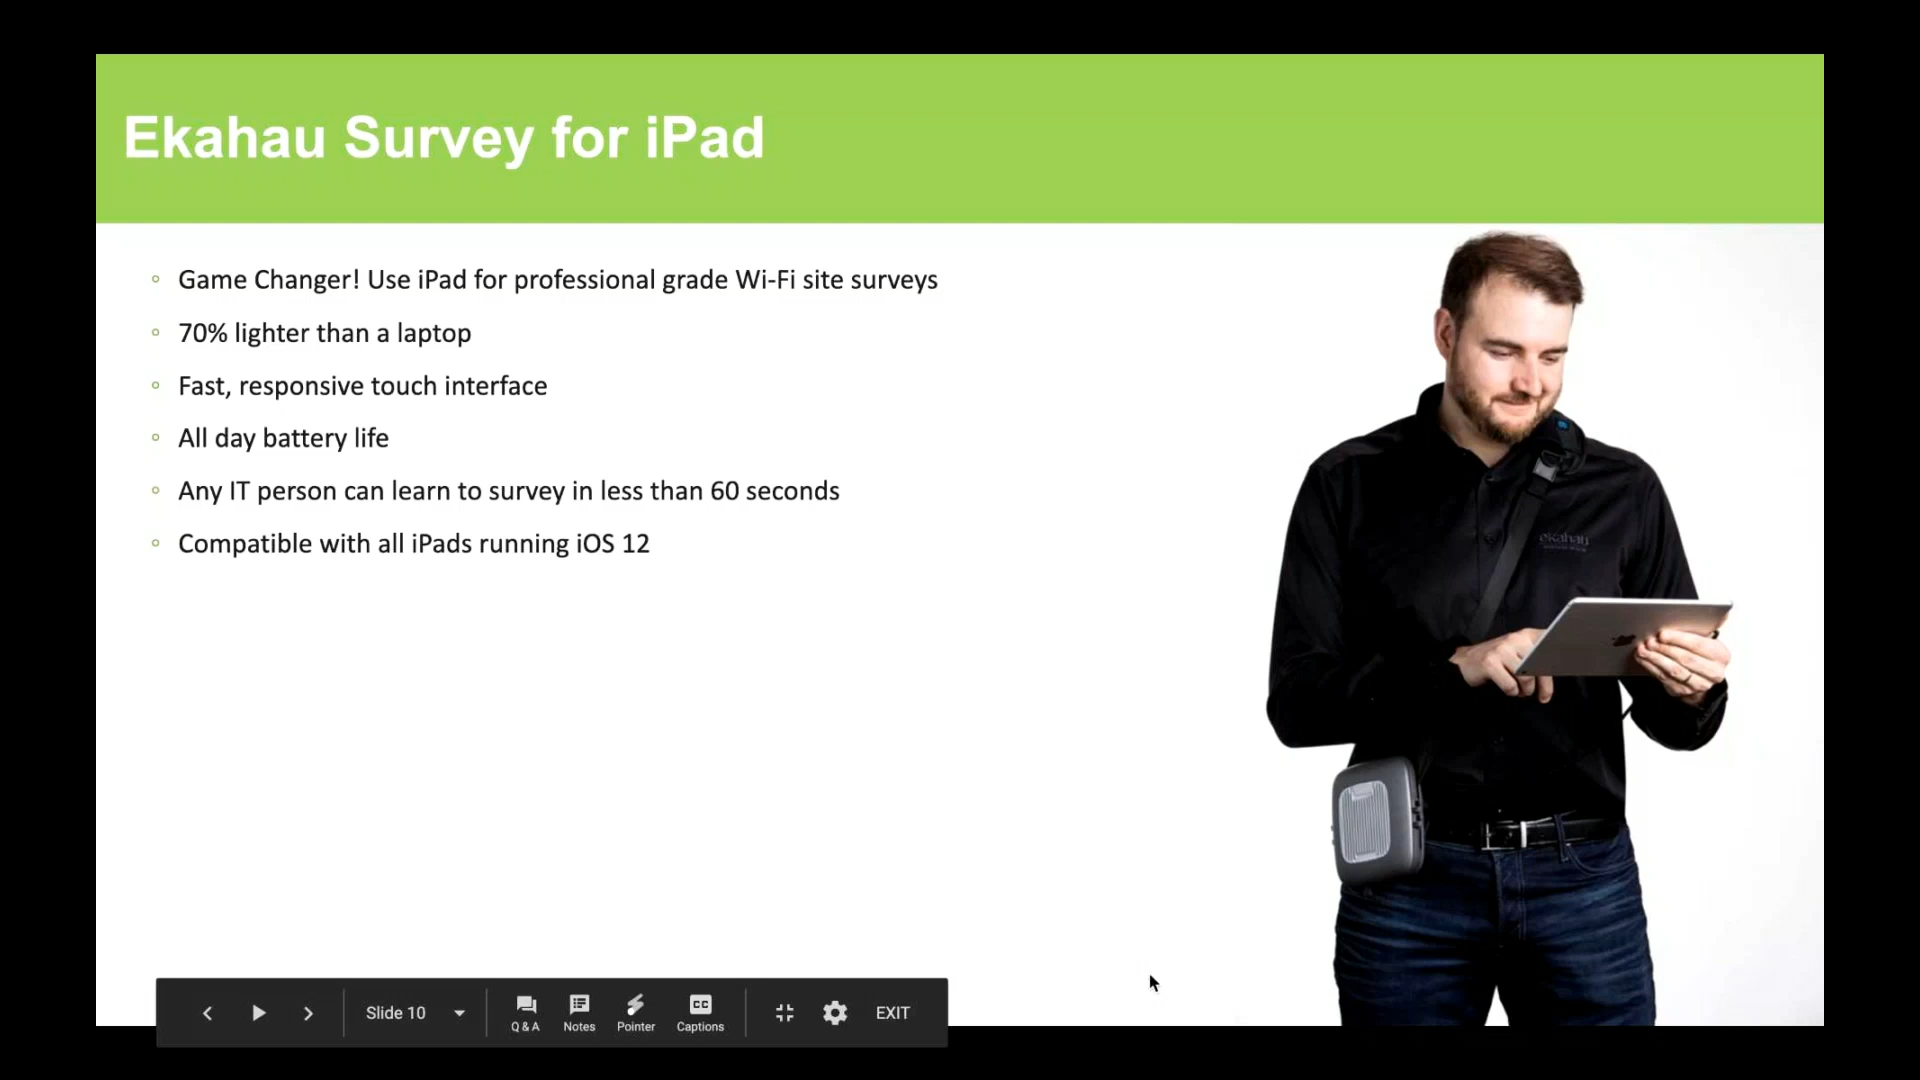 Ekahau Survey for iPad
Game Changer! Use iPad for professional grade Wi-Fi site surveys
70% lighter than a laptop
Fast, responsive touch interface
All day battery life
Any IT person can learn to survey in less than 60 seconds
Compatible with all iPads running iOS 12
ekahau
Slide 10
Q & A
Notes
Pointer
Captions
EXIT